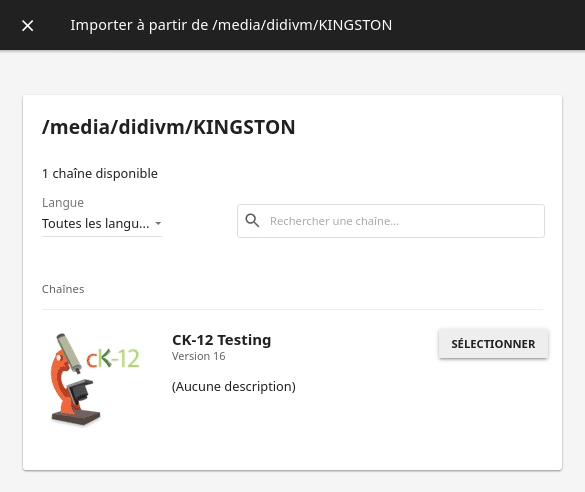 Importer à partir de /media/didivm/KINGSTON
/media/didivm/KINGSTON
1 chaîne disponible
Langue
Toutes les langu...
Rechercher une chaîne...
Chaînes
cK-12
CK-12 Testing
SÉLECTIONNER
Version 16
(Aucune description)